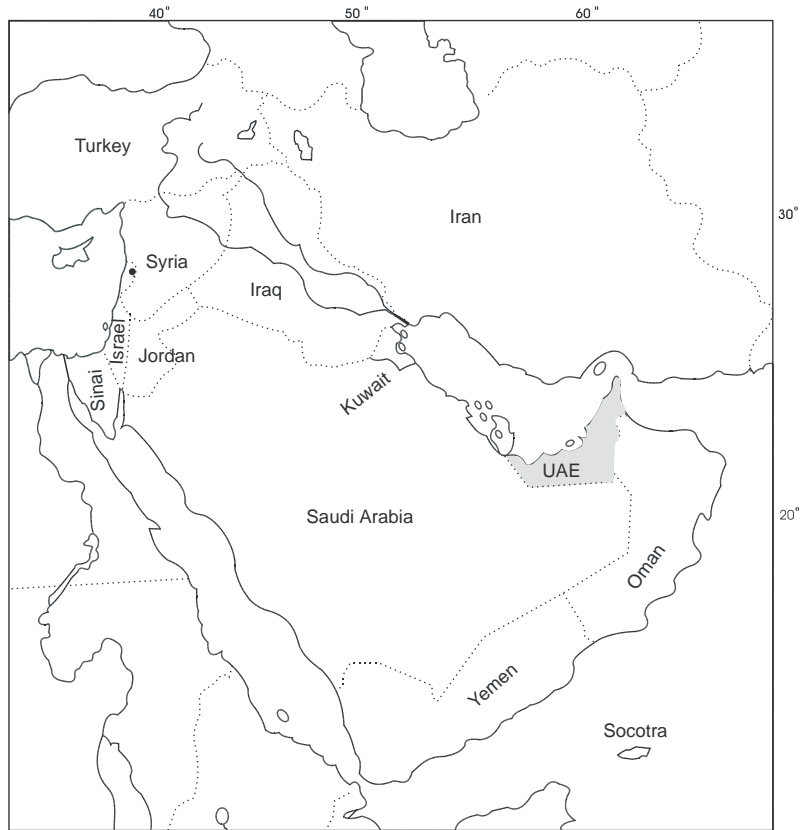 40°
50°
60°
Turkey
30°
Iran
Syria
Iraq
Israel
Jordan
Sinai
Kuwait
UAE
Saudi Arabia
20°
Oman
Yemen
Socotra